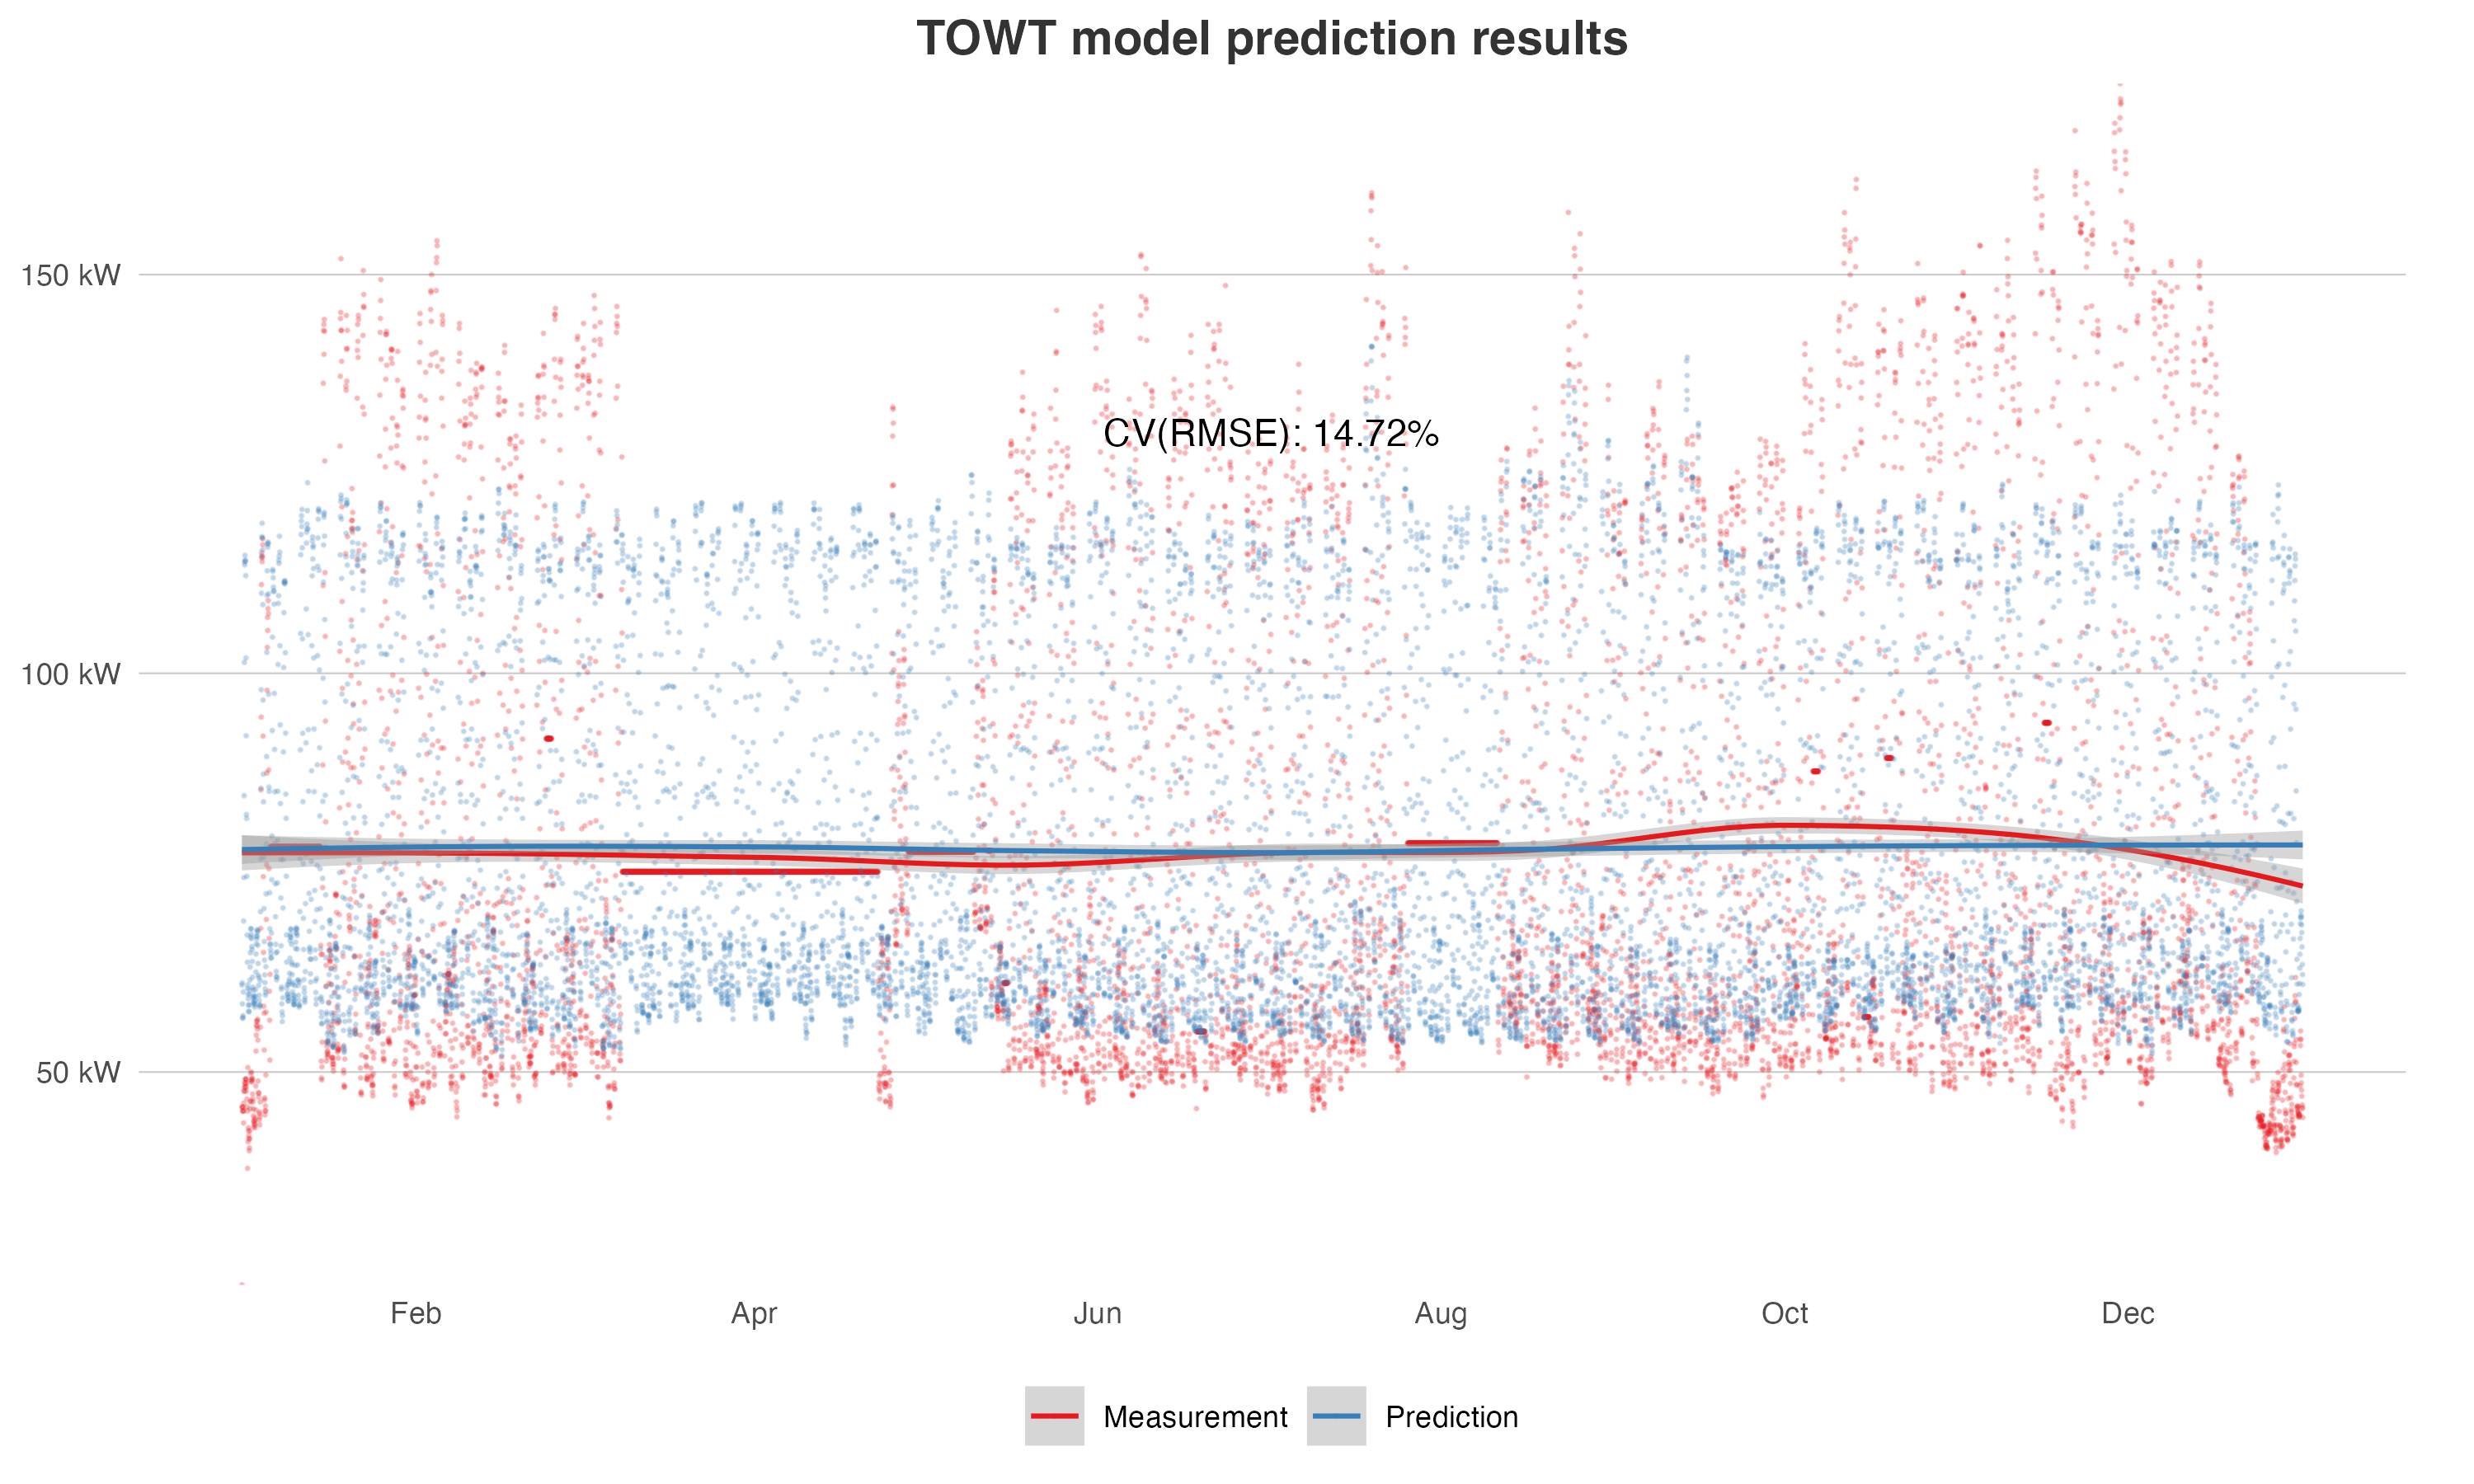 TOWT model prediction results
150 kW
CV(RMSE): 14.72%
100 kW
50 kW
Feb Apr Jun Aug Oct Dec
Measurement Prediction